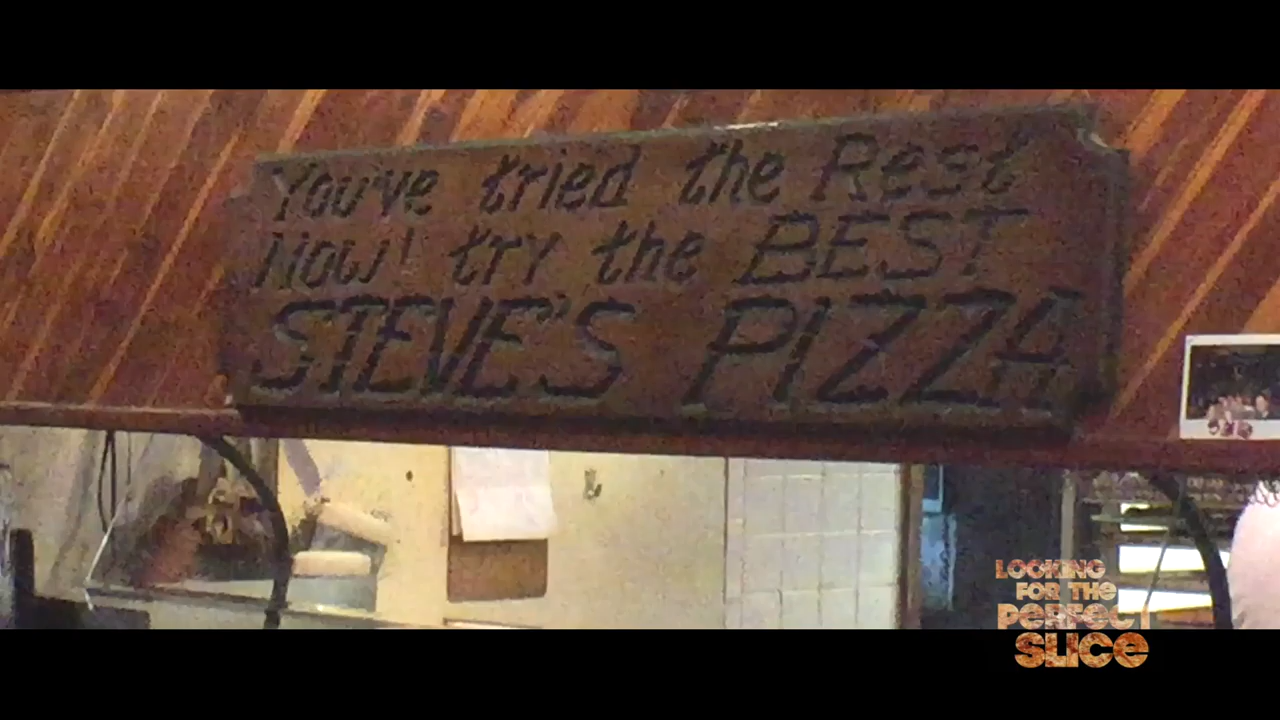 You've tried the Rest
Now! try the BEST
STEVE'S PIZZA
LOOKING
FOR THE
PERFECT
SLICE